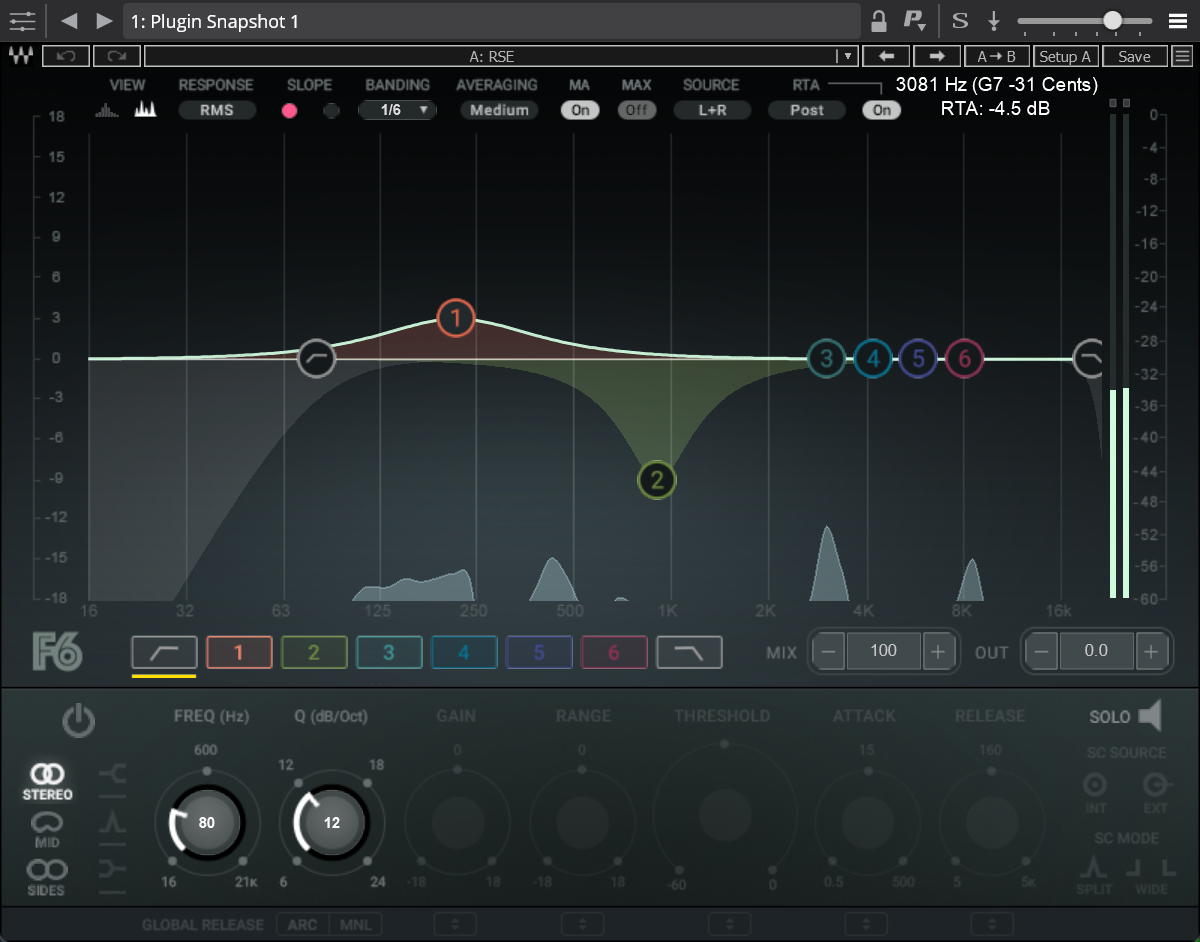 1: Plugin Snapshot 1
S
A: RSE
A→B
Setup A
Save
VIEW RESPONSE SLOPE BANDING AVERAGING MA MAX SOURCE RTA
3081 Hz (G7 -31 Cents)
RMS 1/6 Medium On Off L+R Post On
RTA: -4.5 dB
18 15 12 9 6 3 0 -3 -6 -9 -12 -15 -18
0 -4 -8 -12 -16 -20 -24 -28 -32 -36 -40 -44 -48 -52 -56 -60
1 2 3 4 5 6
16 32 63 125 250 500 1K 2K 4K 8K 16k
F6
1 2 3 4 5 6
MIX − 100 + OUT − 0.0 +
FREQ (Hz) Q (dB/Oct) GAIN RANGE THRESHOLD ATTACK RELEASE SOLO
600 12 18 0 0 15 160
SC SOURCE
STEREO
80 12
INT EXT
MID
SC MODE
16 21K 6 24 -18 18 -18 18 -60 0 0.5 500 5 5K
SIDES
SPLIT WIDE
GLOBAL RELEASE ARC MNL